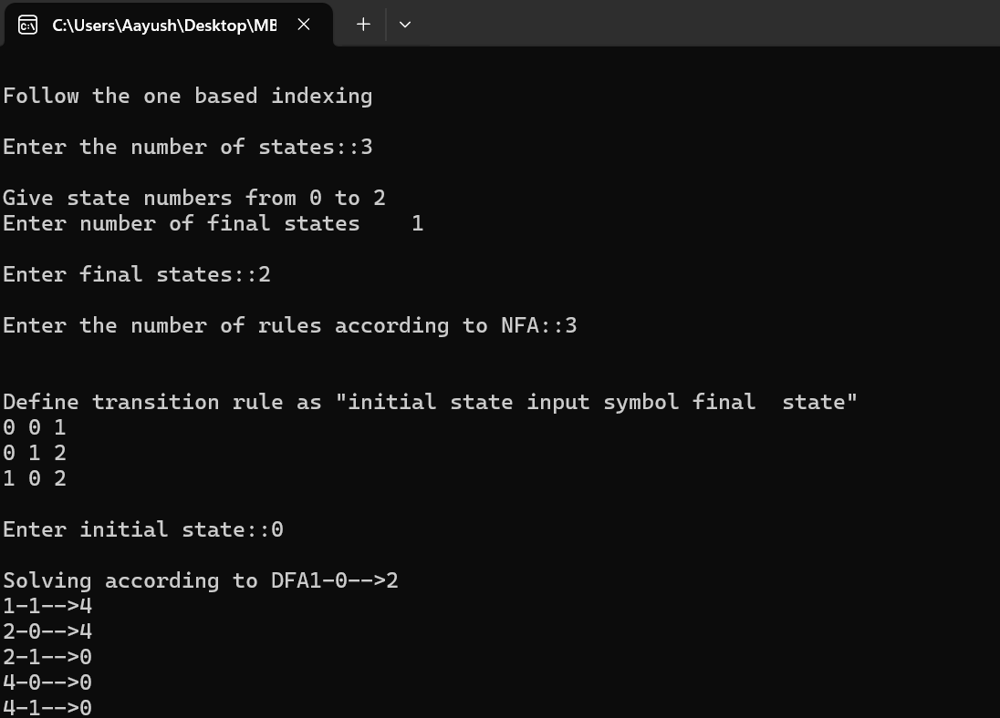 C:\Users\Aayush\Desktop\ME
Follow the one based indexing
Enter the number of states::3
Give state numbers from 0 to 2
Enter number of final states    1
Enter final states::2
Enter the number of rules according to NFA::3
Define transition rule as "initial state input symbol final  state"
0 0 1
0 1 2
1 0 2
Enter initial state::0
Solving according to DFA1-0-->2
1-1-->4
2-0-->4
2-1-->0
4-0-->0
4-1-->0